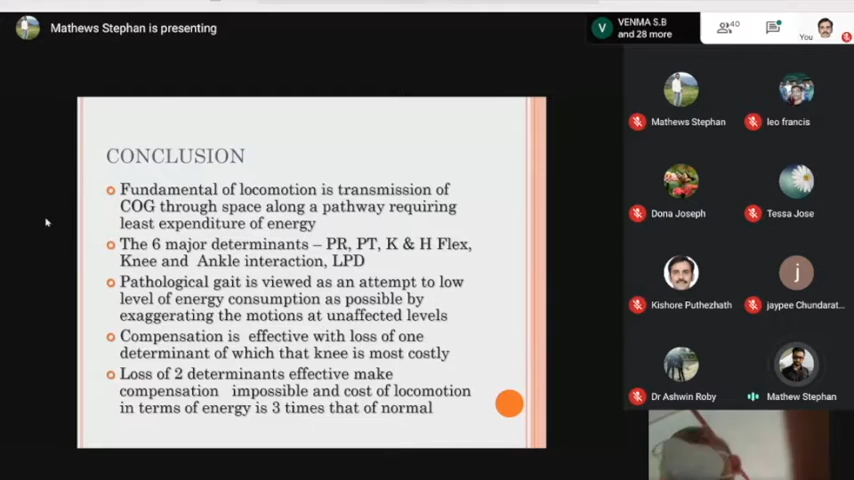 Mathews Stephan is presenting
V
VENMA S.B
and 28 more
40
You
CONCLUSION
Fundamental of locomotion is transmission of
COG through space along a pathway requiring
least expenditure of energy
The 6 major determinants – PR, PT, K & H Flex,
Knee and Ankle interaction, LPD
Pathological gait is viewed as an attempt to low
level of energy consumption as possible by
exaggerating the motions at unaffected levels
Compensation is effective with loss of one
determinant of which that knee is most costly
Loss of 2 determinants effective make
compensation impossible and cost of locomotion
in terms of energy is 3 times that of normal
Mathews Stephan
leo francis
Dona Joseph
Tessa Jose
j
Kishore Puthezhath
jaypee Chundarat...
Dr Ashwin Roby
Mathew Stephan